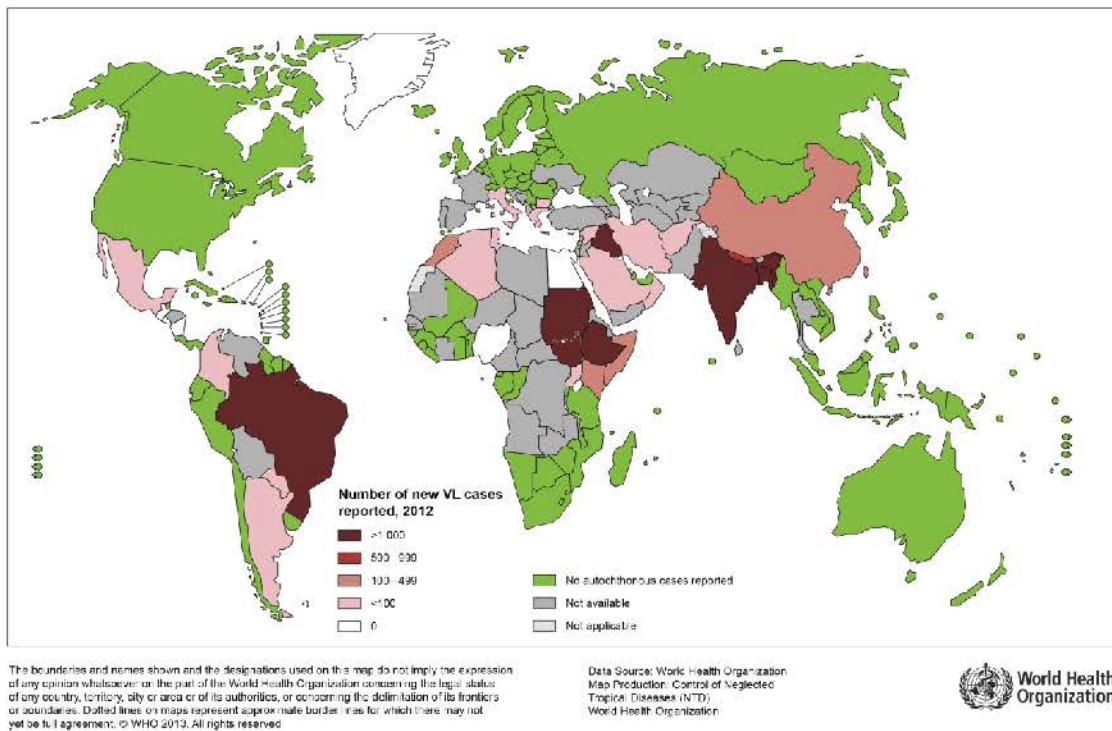 Number of new VL cases
reported, 2012
>1 000
500 – 999
100 – 499
<100
0
No autochthonous cases reported
Not available
Not applicable
The boundaries and names shown and the designations used on this map do not imply the expression
of any opinion whatsoever on the part of the World Health Organization concerning the legal status
of any country, territory, city or area or of its authorities, or concerning the delimitation of its frontiers
or boundaries. Dotted lines on maps represent approximate border lines for which there may not
yet be full agreement. © WHO 2013. All rights reserved
Data Source: World Health Organization
Map Production: Control of Neglected
Tropical Diseases (NTD)
World Health Organization
World Health
Organization